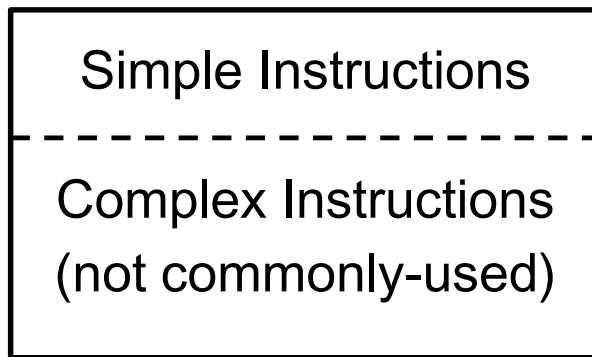 Simple Instructions
Complex Instructions
(not commonly-used)